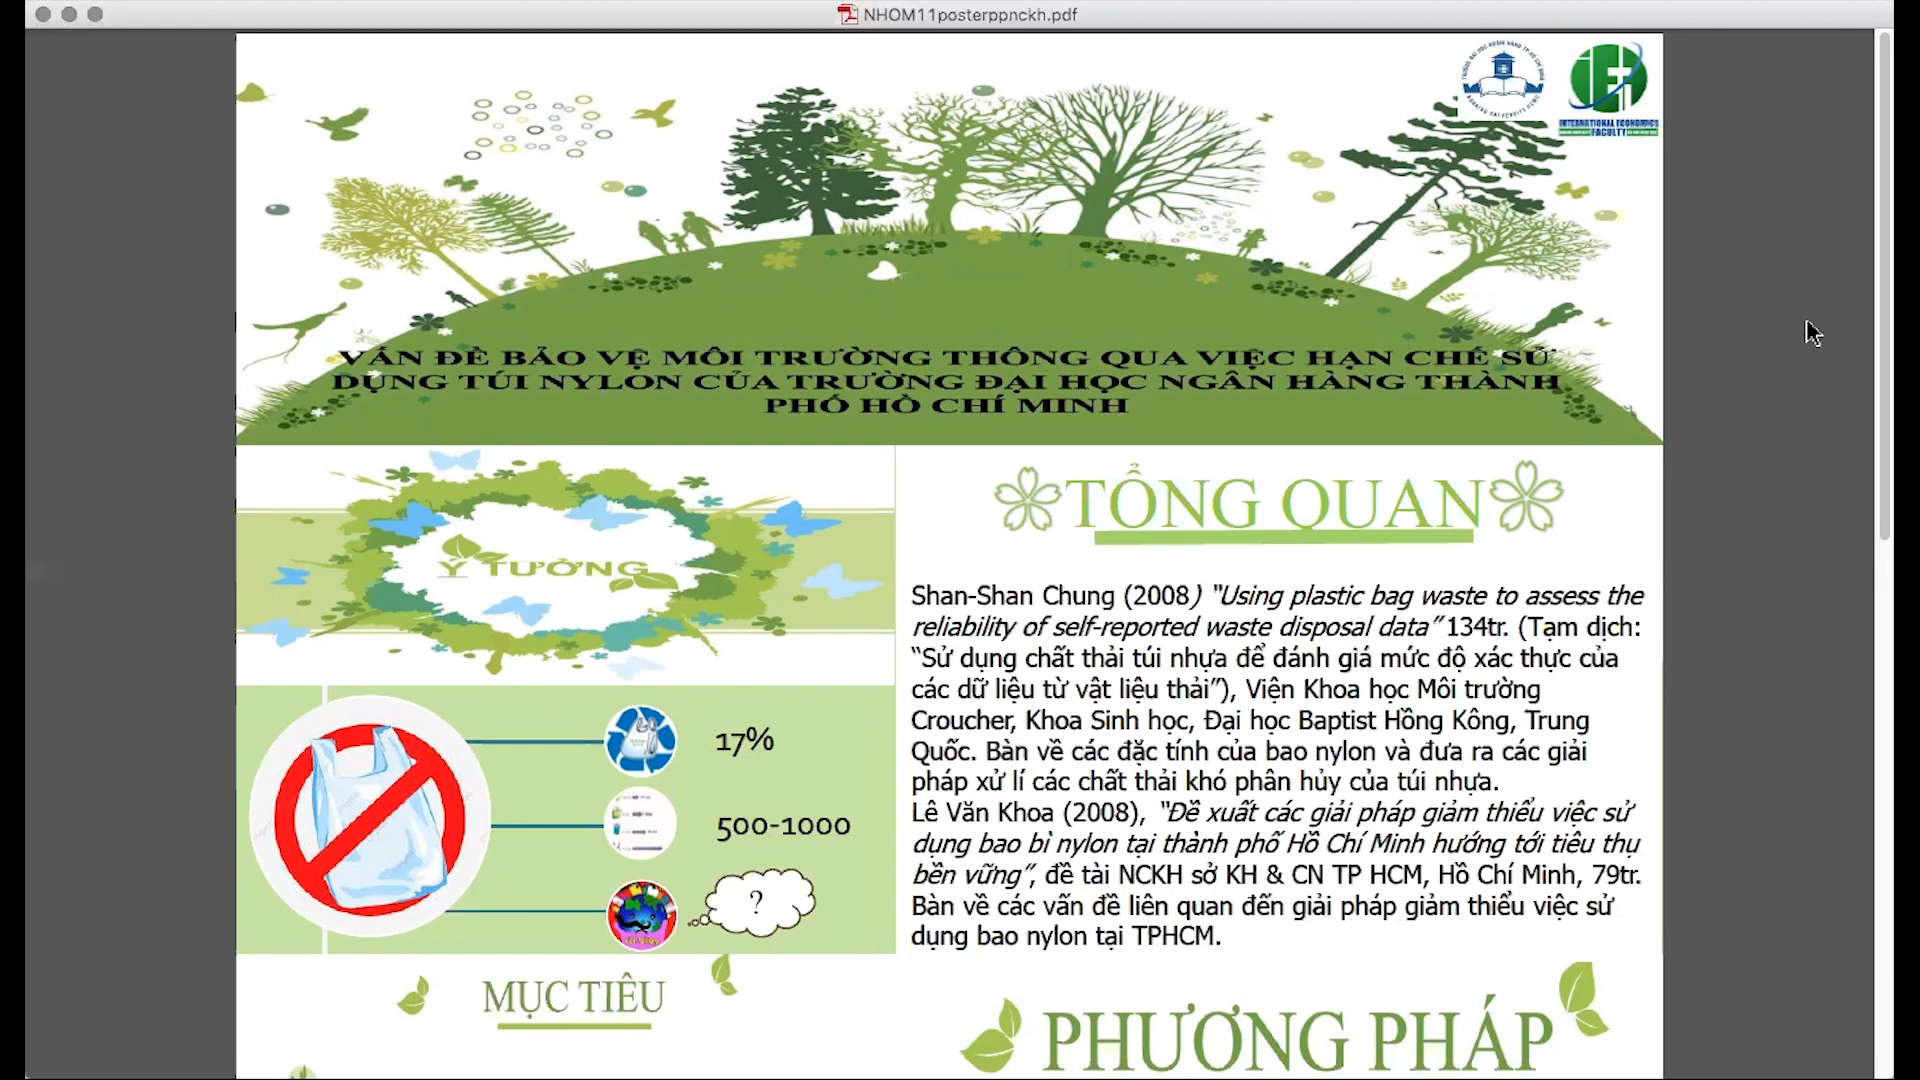 NHOM11posterppnckh.pdf
INTERNATIONAL ECONOMICS
FACULTY
VẤN ĐỀ BẢO VỆ MÔI TRƯỜNG THÔNG QUA VIỆC HẠN CHẾ SỬ
DỤNG TÚI NYLON CỦA TRƯỜNG ĐẠI HỌC NGÂN HÀNG THÀNH
PHỐ HỒ CHÍ MINH
Ý TƯỞNG
17%
500-1000
?
MỤC TIÊU
TỔNG QUAN
Shan-Shan Chung (2008) “Using plastic bag waste to assess the
reliability of self-reported waste disposal data” 134tr. (Tạm dịch:
“Sử dụng chất thải túi nhựa để đánh giá mức độ xác thực của
các dữ liệu từ vật liệu thải”), Viện Khoa học Môi trường
Croucher, Khoa Sinh học, Đại học Baptist Hồng Kông, Trung
Quốc. Bàn về các đặc tính của bao nylon và đưa ra các giải
pháp xử lí các chất thải khó phân hủy của túi nhựa.
Lê Văn Khoa (2008), “Đề xuất các giải pháp giảm thiểu việc sử
dụng bao bì nylon tại thành phố Hồ Chí Minh hướng tới tiêu thụ
bền vững”, đề tài NCKH sở KH & CN TP HCM, Hồ Chí Minh, 79tr.
Bàn về các vấn đề liên quan đến giải pháp giảm thiểu việc sử
dụng bao nylon tại TPHCM.
PHƯƠNG PHÁP